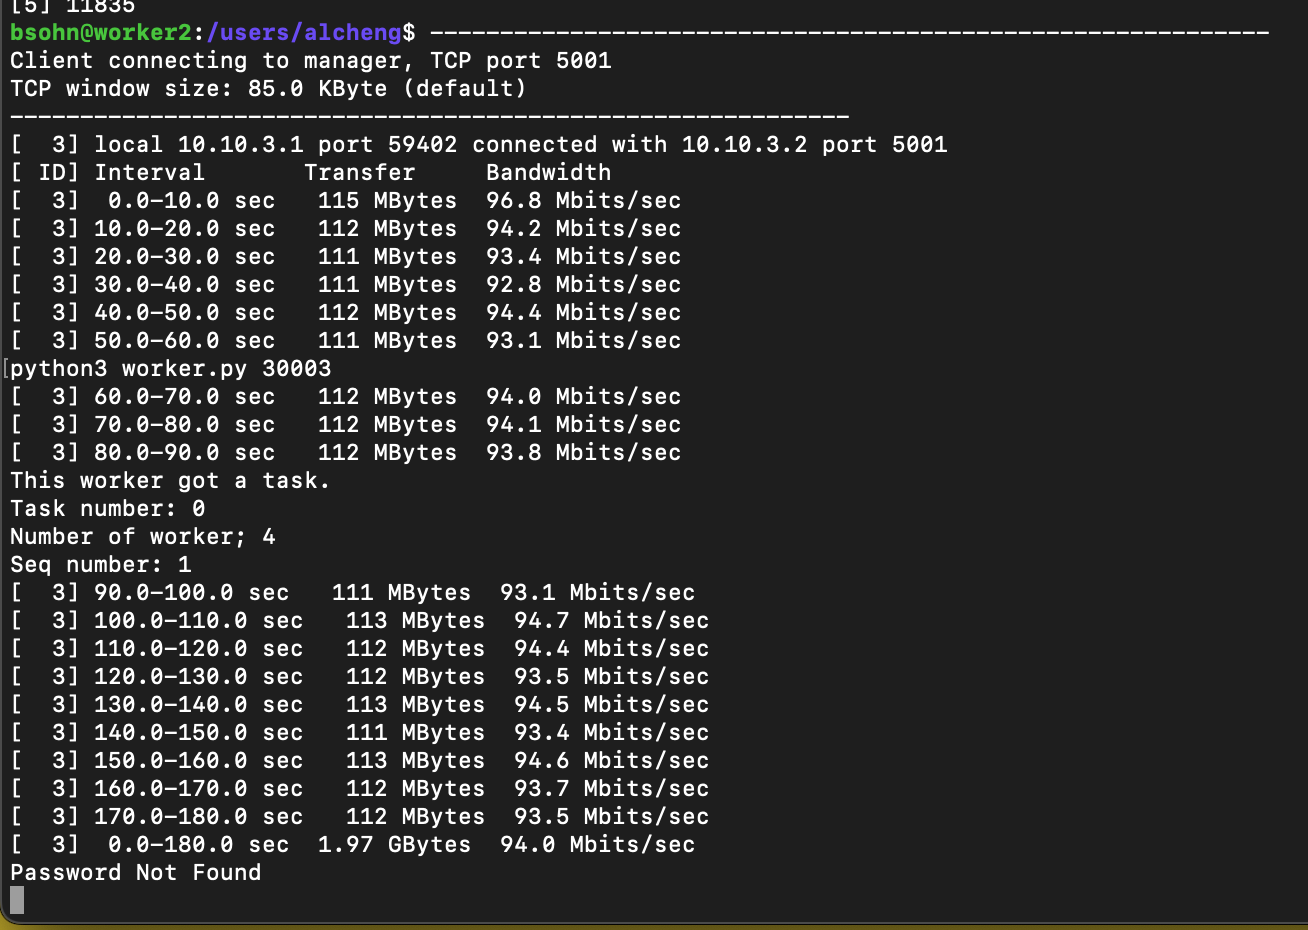 [5] 11835
bsohn@worker2:/users/alcheng$ ------------------------------------------------------------
Client connecting to manager, TCP port 5001
TCP window size: 85.0 KByte (default)
------------------------------------------------------------
[  3] local 10.10.3.1 port 59402 connected with 10.10.3.2 port 5001
[ ID] Interval       Transfer     Bandwidth
[  3]  0.0-10.0 sec   115 MBytes  96.8 Mbits/sec
[  3] 10.0-20.0 sec   112 MBytes  94.2 Mbits/sec
[  3] 20.0-30.0 sec   111 MBytes  93.4 Mbits/sec
[  3] 30.0-40.0 sec   111 MBytes  92.8 Mbits/sec
[  3] 40.0-50.0 sec   112 MBytes  94.4 Mbits/sec
[  3] 50.0-60.0 sec   111 MBytes  93.1 Mbits/sec
[python3 worker.py 30003
[  3] 60.0-70.0 sec   112 MBytes  94.0 Mbits/sec
[  3] 70.0-80.0 sec   112 MBytes  94.1 Mbits/sec
[  3] 80.0-90.0 sec   112 MBytes  93.8 Mbits/sec
This worker got a task.
Task number: 0
Number of worker; 4
Seq number: 1
[  3] 90.0-100.0 sec   111 MBytes  93.1 Mbits/sec
[  3] 100.0-110.0 sec   113 MBytes  94.7 Mbits/sec
[  3] 110.0-120.0 sec   112 MBytes  94.4 Mbits/sec
[  3] 120.0-130.0 sec   112 MBytes  93.5 Mbits/sec
[  3] 130.0-140.0 sec   113 MBytes  94.5 Mbits/sec
[  3] 140.0-150.0 sec   111 MBytes  93.4 Mbits/sec
[  3] 150.0-160.0 sec   113 MBytes  94.6 Mbits/sec
[  3] 160.0-170.0 sec   112 MBytes  93.7 Mbits/sec
[  3] 170.0-180.0 sec   112 MBytes  93.5 Mbits/sec
[  3]  0.0-180.0 sec  1.97 GBytes  94.0 Mbits/sec
Password Not Found